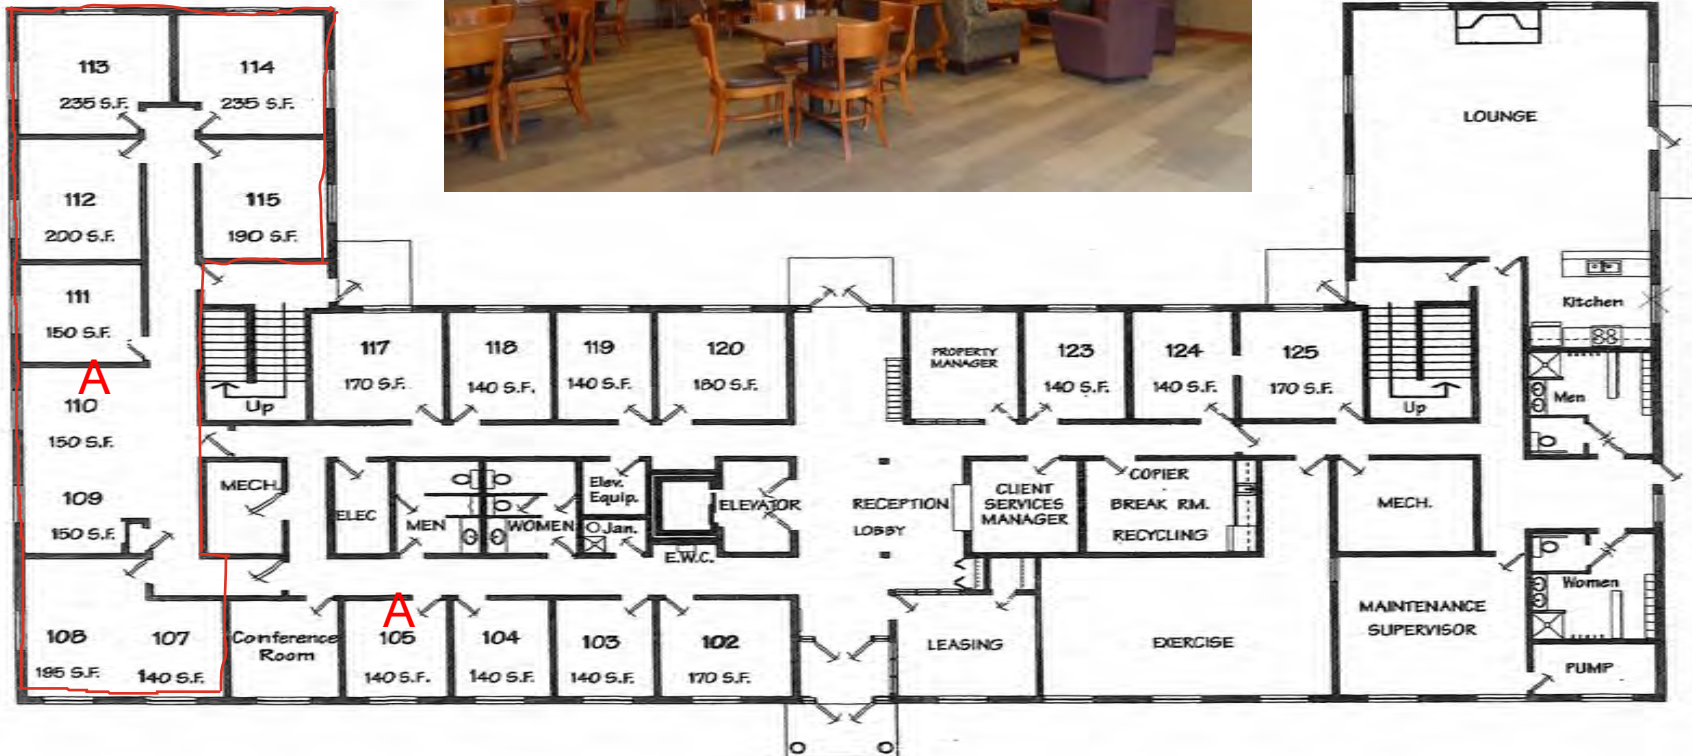 113
235 S.F.
114
235 S.F.
112
200 S.F.
115
190 S.F.
111
150 S.F.
A
110
150 S.F.
109
150 S.F.
108
195 S.F.
107
140 S.F.
Up
MECH.
ELEC
MEN
WOMEN
Elev.
Equip.
Jan.
E.W.C.
ELEVATOR
117
170 S.F.
118
140 S.F.
119
140 S.F.
120
180 S.F.
Conference
Room
A
105
140 S.F.
104
140 S.F.
103
140 S.F.
102
170 S.F.
RECEPTION
LOBBY
PROPERTY
MANAGER
123
140 S.F.
124
140 S.F.
125
170 S.F.
Up
CLIENT
SERVICES
MANAGER
COPIER
BREAK RM.
RECYCLING
MECH.
LEASING
EXERCISE
MAINTENANCE
SUPERVISOR
LOUNGE
Kitchen
Men
Women
PUMP